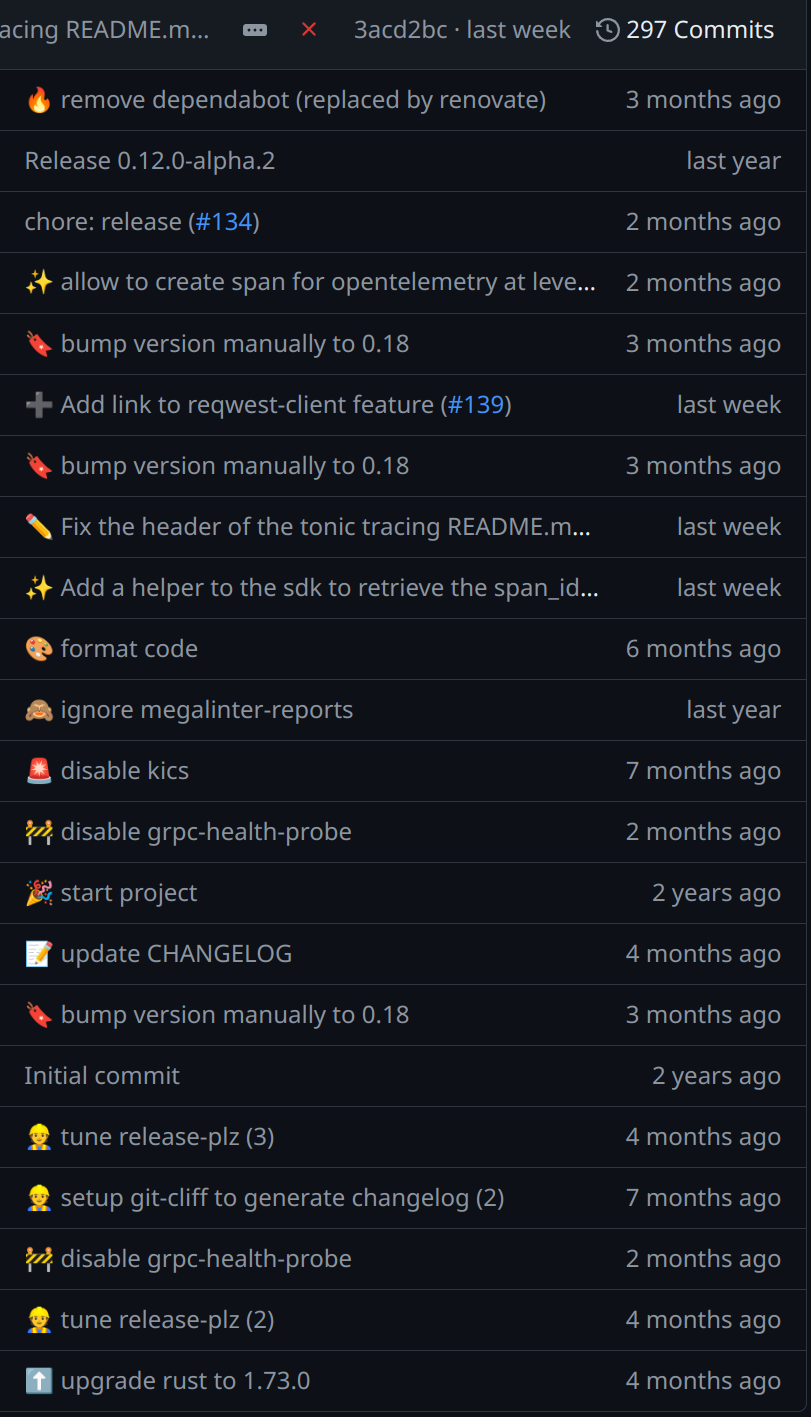 acing README.m... 3acd2bc · last week 297 Commits
🔥 remove dependabot (replaced by renovate) 3 months ago
Release 0.12.0-alpha.2 last year
chore: release (#134) 2 months ago
✨ allow to create span for opentelemetry at leve... 2 months ago
🔖 bump version manually to 0.18 3 months ago
➕ Add link to reqwest-client feature (#139) last week
🔖 bump version manually to 0.18 3 months ago
✏️ Fix the header of the tonic tracing README.m... last week
✨ Add a helper to the sdk to retrieve the span_id... last week
🎨 format code 6 months ago
🙈 ignore megalinter-reports last year
🚨 disable kics 7 months ago
🚧 disable grpc-health-probe 2 months ago
🎉 start project 2 years ago
📝 update CHANGELOG 4 months ago
🔖 bump version manually to 0.18 3 months ago
Initial commit 2 years ago
👷 tune release-plz (3) 4 months ago
👷 setup git-cliff to generate changelog (2) 7 months ago
🚧 disable grpc-health-probe 2 months ago
👷 tune release-plz (2) 4 months ago
⬆️ upgrade rust to 1.73.0 4 months ago